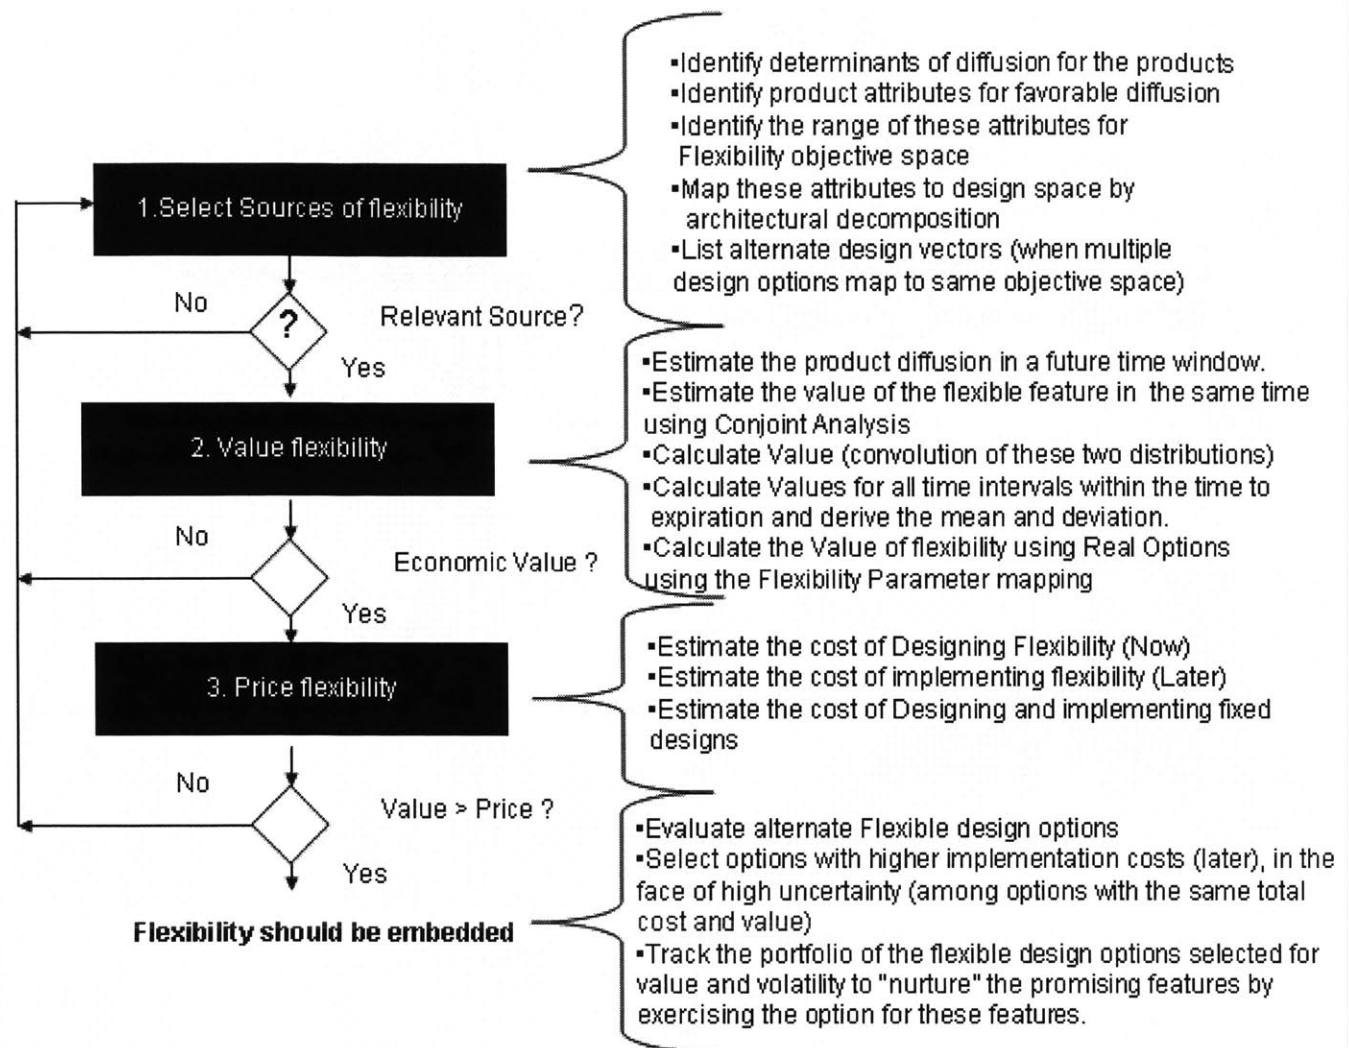 ▪Identify determinants of diffusion for the products
▪Identify product attributes for favorable diffusion
▪Identify the range of these attributes for
Flexibility objective space
▪Map these attributes to design space by
architectural decomposition
▪List alternate design vectors (when multiple
design options map to same objective space)
1.Select Sources of flexibility
No
?
Relevant Source?
Yes
▪Estimate the product diffusion in a future time window.
▪Estimate the value of the flexible feature in the same time
using Conjoint Analysis
▪Calculate Value (convolution of these two distributions)
▪Calculate Values for all time intervals within the time to
expiration and derive the mean and deviation.
▪Calculate the Value of flexibility using Real Options
using the Flexibility Parameter mapping
2. Value flexibility
No
Economic Value ?
Yes
▪Estimate the cost of Designing Flexibility (Now)
▪Estimate the cost of implementing flexibility (Later)
▪Estimate the cost of Designing and implementing fixed
designs
3. Price flexibility
No
Value > Price ?
Yes
▪Evaluate alternate Flexible design options
▪Select options with higher implementation costs (later), in the
face of high uncertainty (among options with the same total
cost and value)
▪Track the portfolio of the flexible design options selected for
value and volatility to "nurture" the promising features by
exercising the option for these features.
Flexibility should be embedded